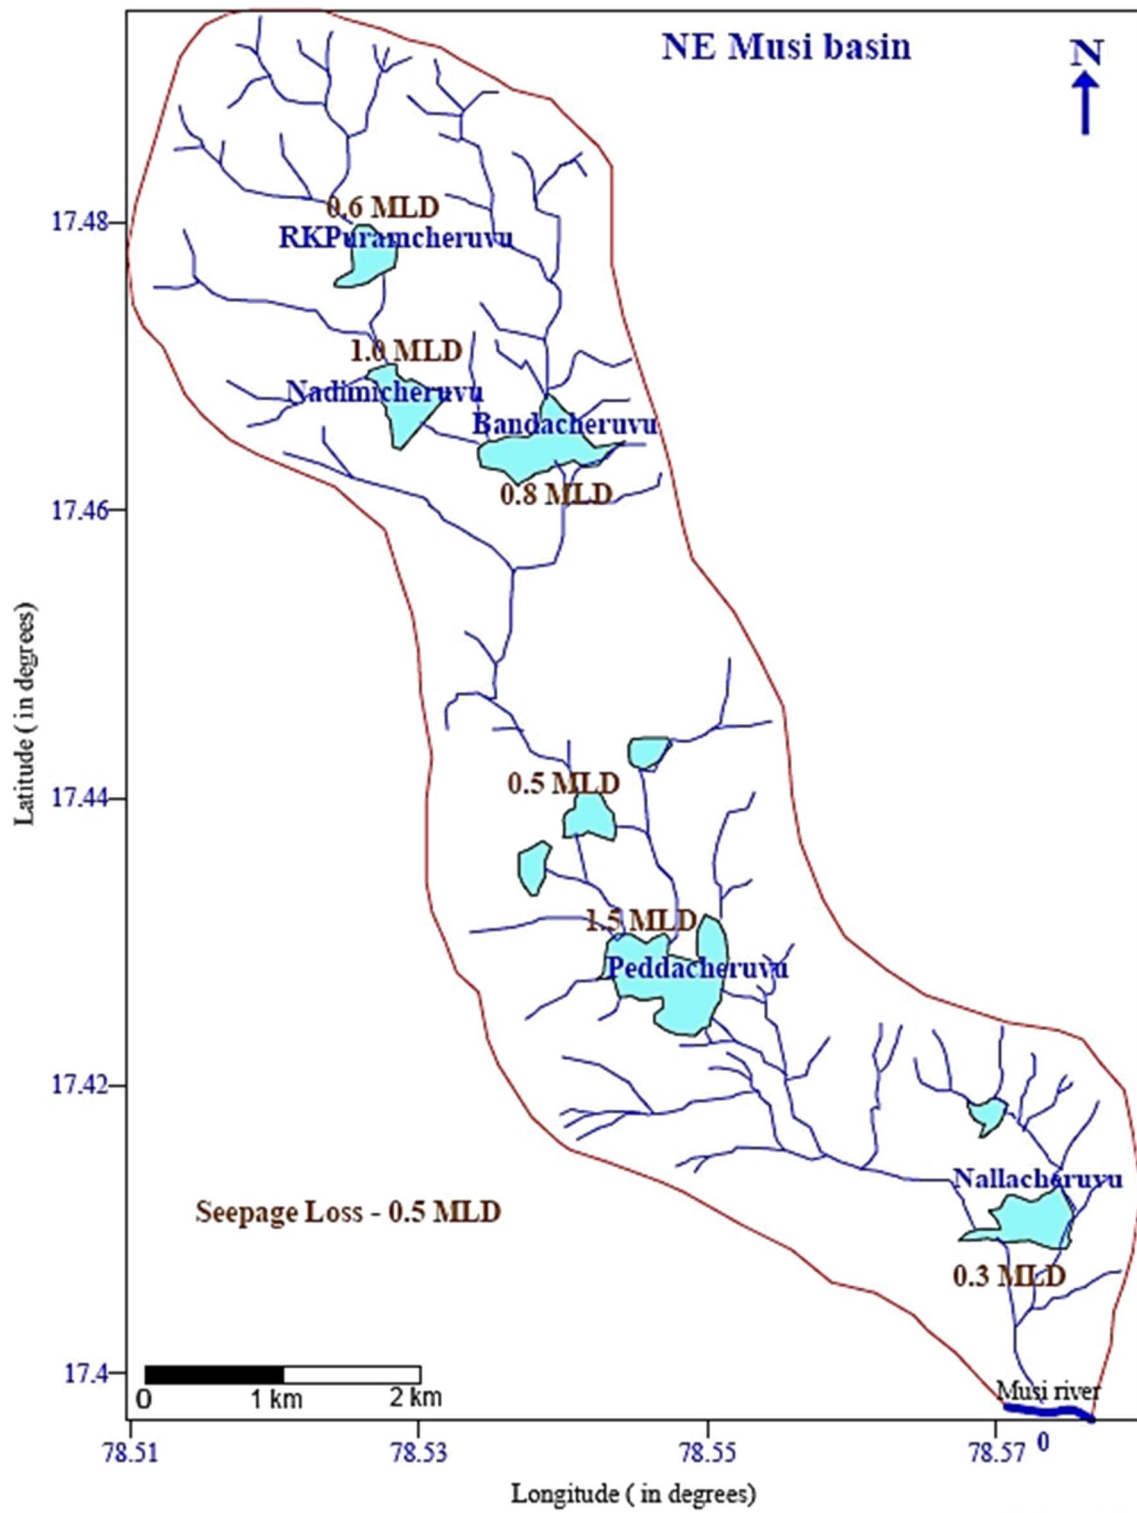 NE Musi basin
N
0.6 MLD
17.48
RKPuramcheruvu
1.0 MLD
Nadimicheruvu
Bandacheruvu
0.8 MLD
17.46
Latitude ( in degrees)
0.5 MLD
17.44
1.5 MLD
Peddacheruvu
17.42
Nallacheruvu
Seepage Loss - 0.5 MLD
0.3 MLD
17.4
0 1 km 2 km
Musi river
78.51 78.53 78.55 78.57 0
Longitude ( in degrees)